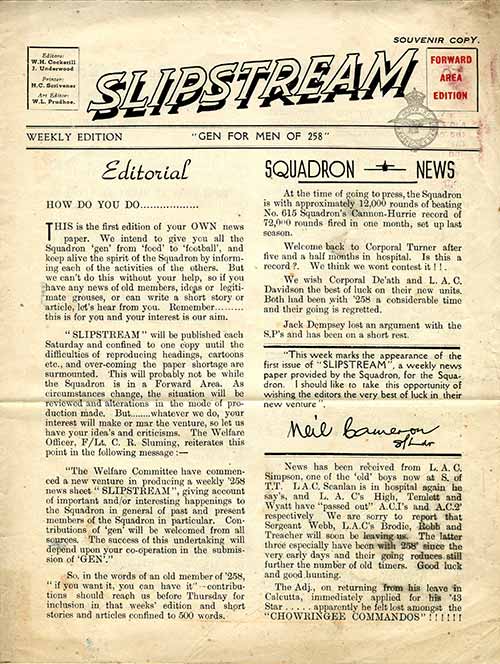 SOUVENIR COPY.
Editors:
W.H. Cockerill
J. Underwood
Printer:
H.C. Scrivener
Art Editor:
W.L. Prudhoe.
SLIPSTREAM
FORWARD
AREA
EDITION
WEEKLY EDITION
"GEN FOR MEN OF 258"
Editorial
HOW DO YOU DO..................
THIS is the first edition of your OWN news
paper. We intend to give you all the
Squadron 'gen' from 'food' to 'football', and
keep alive the spirit of the Squadron by inform-
ing each of the activities of the others. But
we can't do this without your help, so if you
have any news of old members, ideas or legiti-
mate grouses, or can write a short story or
article, let's hear from you. Remember.........
this is for you and your interest is our aim.
"SLIPSTREAM" will be published each
Saturday and confined to one copy uutil the
difficulties of reproducing headings, cartoons
etc., and over-coming the paper shortage are
surmounted. This will probably not be while
the Squadron is in a Forward Area. As
circumstances change, the situation will be
reviewed and alterations in the mode of pro-
duction made. But........whatever we do, your
interest will make or mar the venture, so let us
have your idea's and criticisms. The Welfare
Officer, F/Lt. C. R. Sluming, reiterates this
point in the following message :—
"The Welfare Committee have commen-
ced a new venture in producing a weekly '258
news sheet "SLIPSTREAM", giving account
of important and/or interesting happenings to
the Squadron in general of past and present
members of the Squadron in particular. Con-
tributions of 'gen' will be welcomed from all
sources. The success of this undertaking will
depend upon your co-operation in the submis-
sion of 'GEN'."
So, in the words of an old member of '258,
"if you want it, you can have it" —contribu-
tions should reach us before Thursday for
inclusion in that weeks' edition and short
stories and articles confined to 500 words.
SQUADRON NEWS
At the time of going to press, the Squadron
is with approximately 12,000 rounds of beating
No. 615 Squadron's Cannon-Hurrie record of
72,000 rounds fired in one month, set up last
season.
Welcome back to Corporal Turner after
five and a half months in hospital. Is this a
record ?. We think we wont contest it ! ! .
We wish Corporal De'ath and L. A. C.
Davidson the best of luck on their new units.
Both had been with '258 a considerable time
and their going is regretted.
Jack Dempsey lost an argument with the
S.P's and has been on a short rest.
"This week marks the appearance of the
first issue of "SLIPSTREAM", a weekly news
paper provided by the Squadron, for the Squa-
dron. I should like to take this opportunity of
wishing the editors the very best of luck in their
new venture".
Neil Cameron
S/Ldr
News has been received from L. A. C.
Simpson, one of the 'old' boys now at S. of
T.T. L.A.C. Scanlan is in hospital again he
say's, and L. A. C's High, Temlett and
Wyatt have "passed out" A.C.I's and A.C.2'
respectively We are sorry to report that
Sergeant Webb, L.A.C's Brodie, Robb and
Treacher will soon be leaving us. The latter
three especially have been with 258' since the
very early days and their going reduces still
further the number of old timers. Good luck
and good hunting.
The Adj., on returning from his leave in
Calcutta, immediately applied for his '43
Star ..... apparently he felt lost amongst the
"CHOWRINGEE COMMANDOS" ! ! ! ! ! !